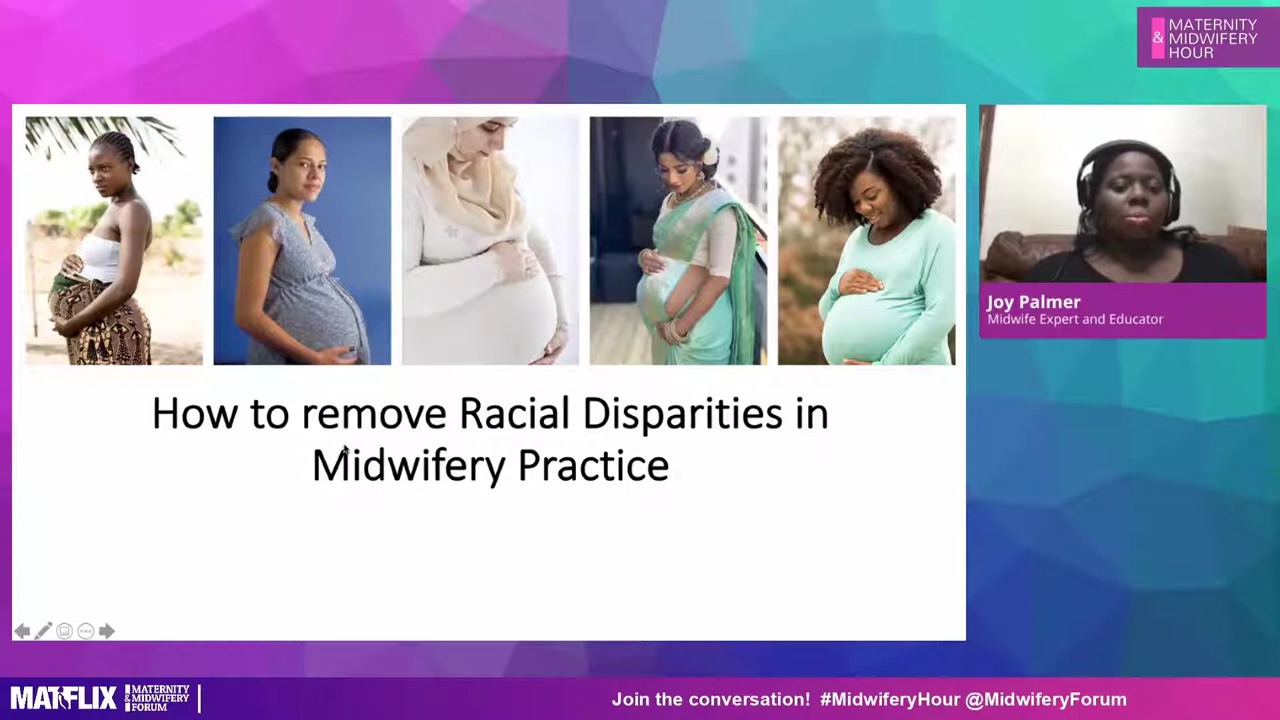 MATERNITY
& MIDWIFERY
HOUR
Joy Palmer
Midwife Expert and Educator
How to remove Racial Disparities in
Midwifery Practice
MATFLIX
MATERNITY
& MIDWIFERY
FORUM
Join the conversation! #MidwiferyHour @MidwiferyForum